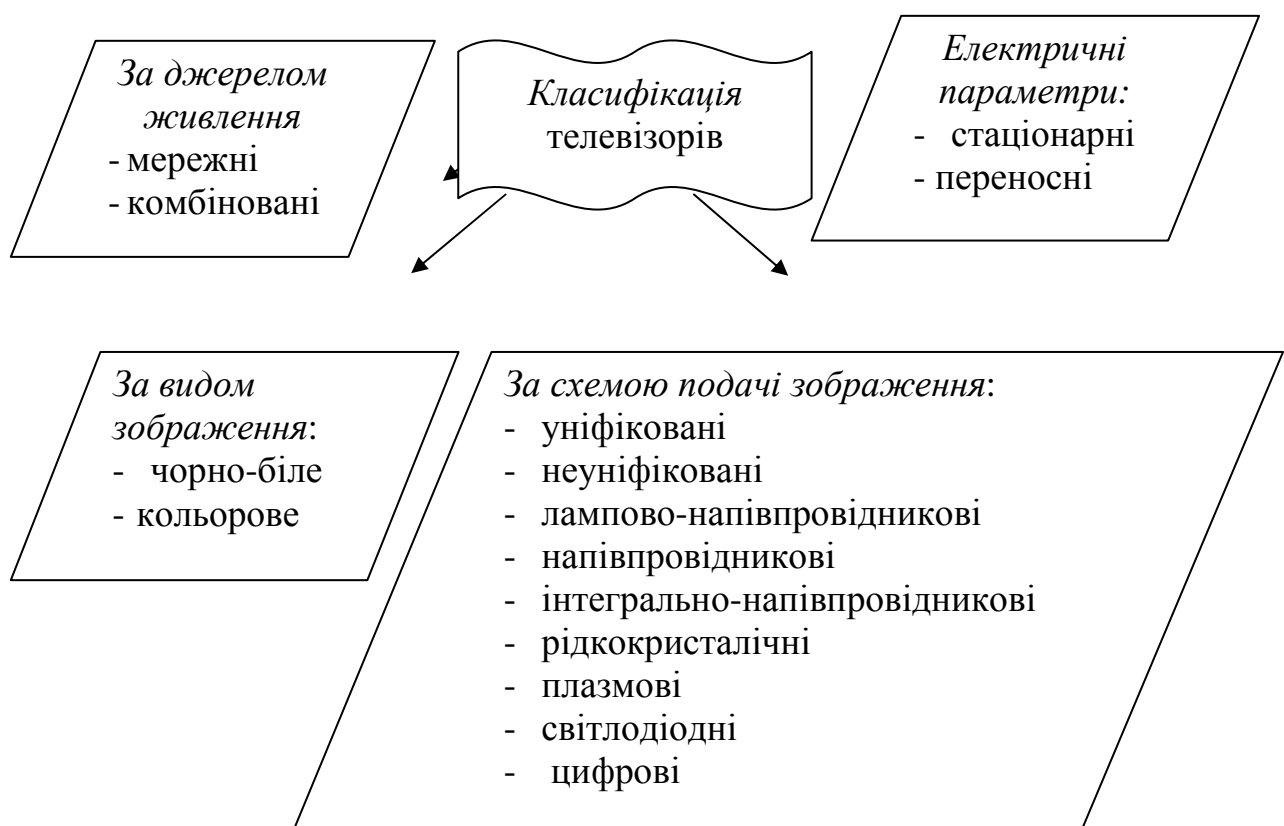 За джерелом
живлення
- мережні
- комбіновані
Класифікація
телевізорів
Електричні
параметри:
- стаціонарні
- переносні
За видом
зображення:
- чорно-біле
- кольорове
За схемою подачі зображення:
- уніфіковані
- неуніфіковані
- лампово-напівпровідникові
- напівпровідникові
- інтегрально-напівпровідникові
- рідкокристалічні
- плазмові
- світлодіодні
- цифрові